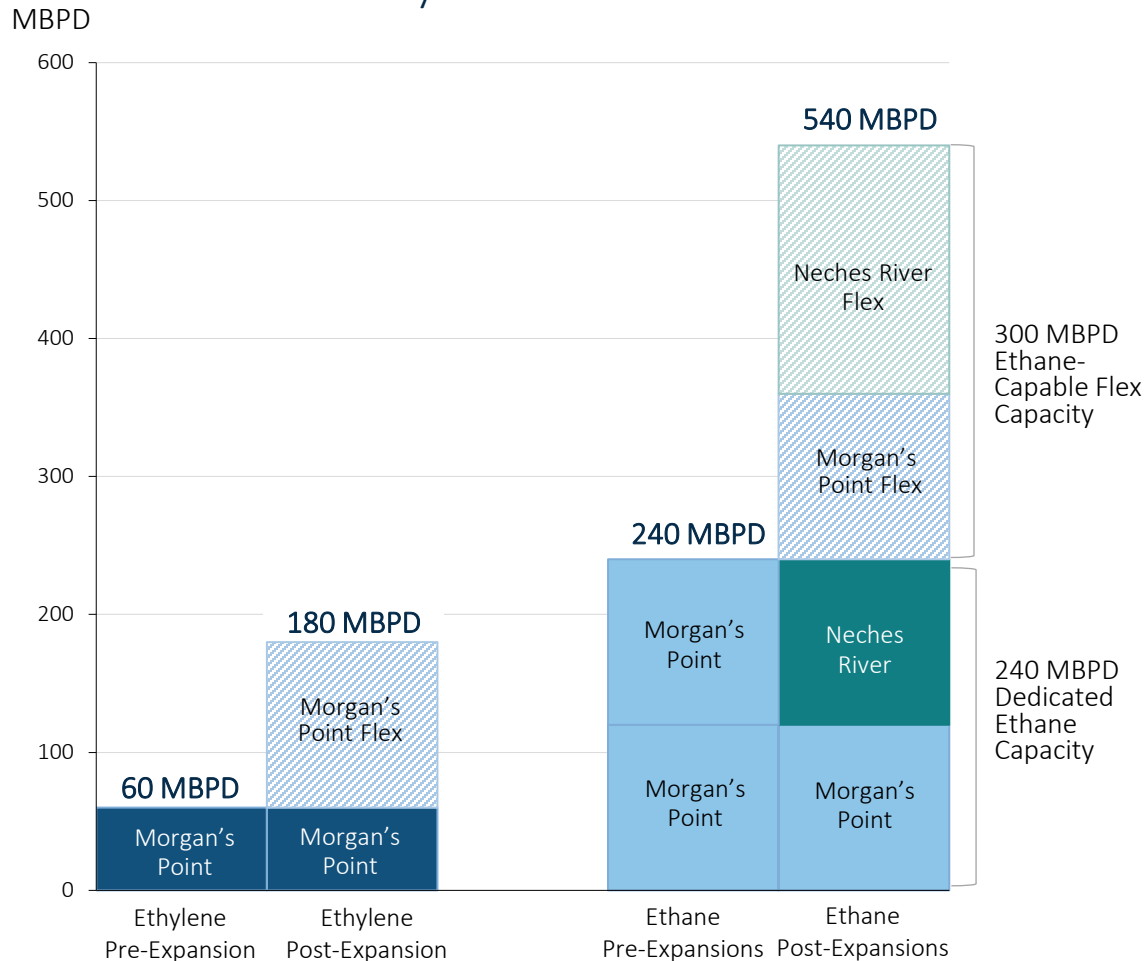 MBPD
600
500
400
300
200
100
0
60 MBPD
Morgan’s
Point
180 MBPD
Morgan’s
Point Flex
Morgan’s
Point
240 MBPD
Morgan’s
Point
Morgan’s
Point
540 MBPD
Neches River
Flex
Morgan’s
Point Flex
Neches
River
Morgan’s
Point
300 MBPD
Ethane-
Capable Flex
Capacity
240 MBPD
Dedicated
Ethane
Capacity
Ethylene
Pre-Expansion
Ethylene
Post-Expansion
Ethane
Pre-Expansions
Ethane
Post-Expansions